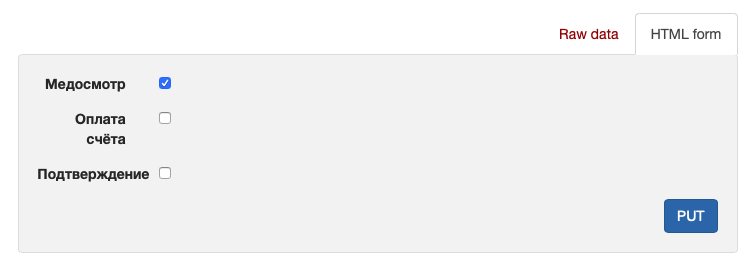 Raw data
HTML form
Медосмотр
Оплата
счёта
Подтверждение
PUT